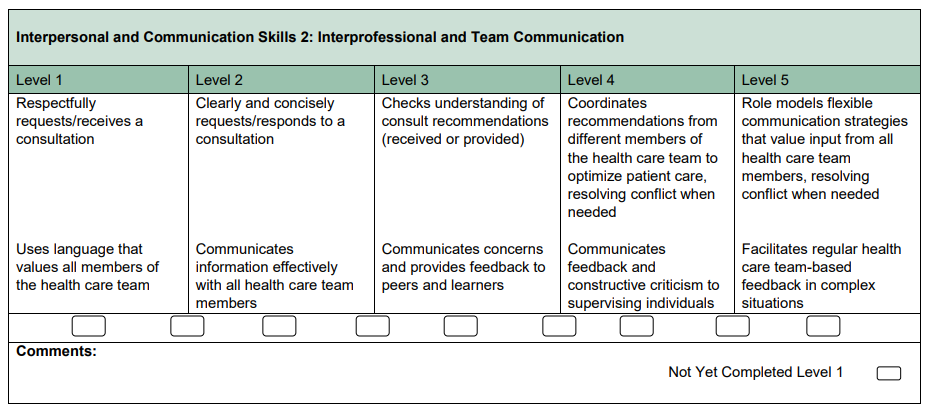 Interpersonal and Communication Skills 2: Interprofessional and Team Communication
Level 1
Level 2
Level 3
Level 4
Level 5
Respectfully
requests/receives a
consultation
Clearly and concisely
requests/responds to a
consultation
Checks understanding of
consult recommendations
(received or provided)
Coordinates
recommendations from
different members of
the health care team to
optimize patient care,
resolving conflict when
needed
Role models flexible
communication strategies
that value input from all
health care team
members, resolving
conflict when needed
Uses language that
values all members of
the health care team
Communicates
information effectively
with all health care team
members
Communicates concerns
and provides feedback to
peers and learners
Communicates
feedback and
constructive criticism to
supervising individuals
Facilitates regular health
care team-based
feedback in complex
situations
Comments:
Not Yet Completed Level 1